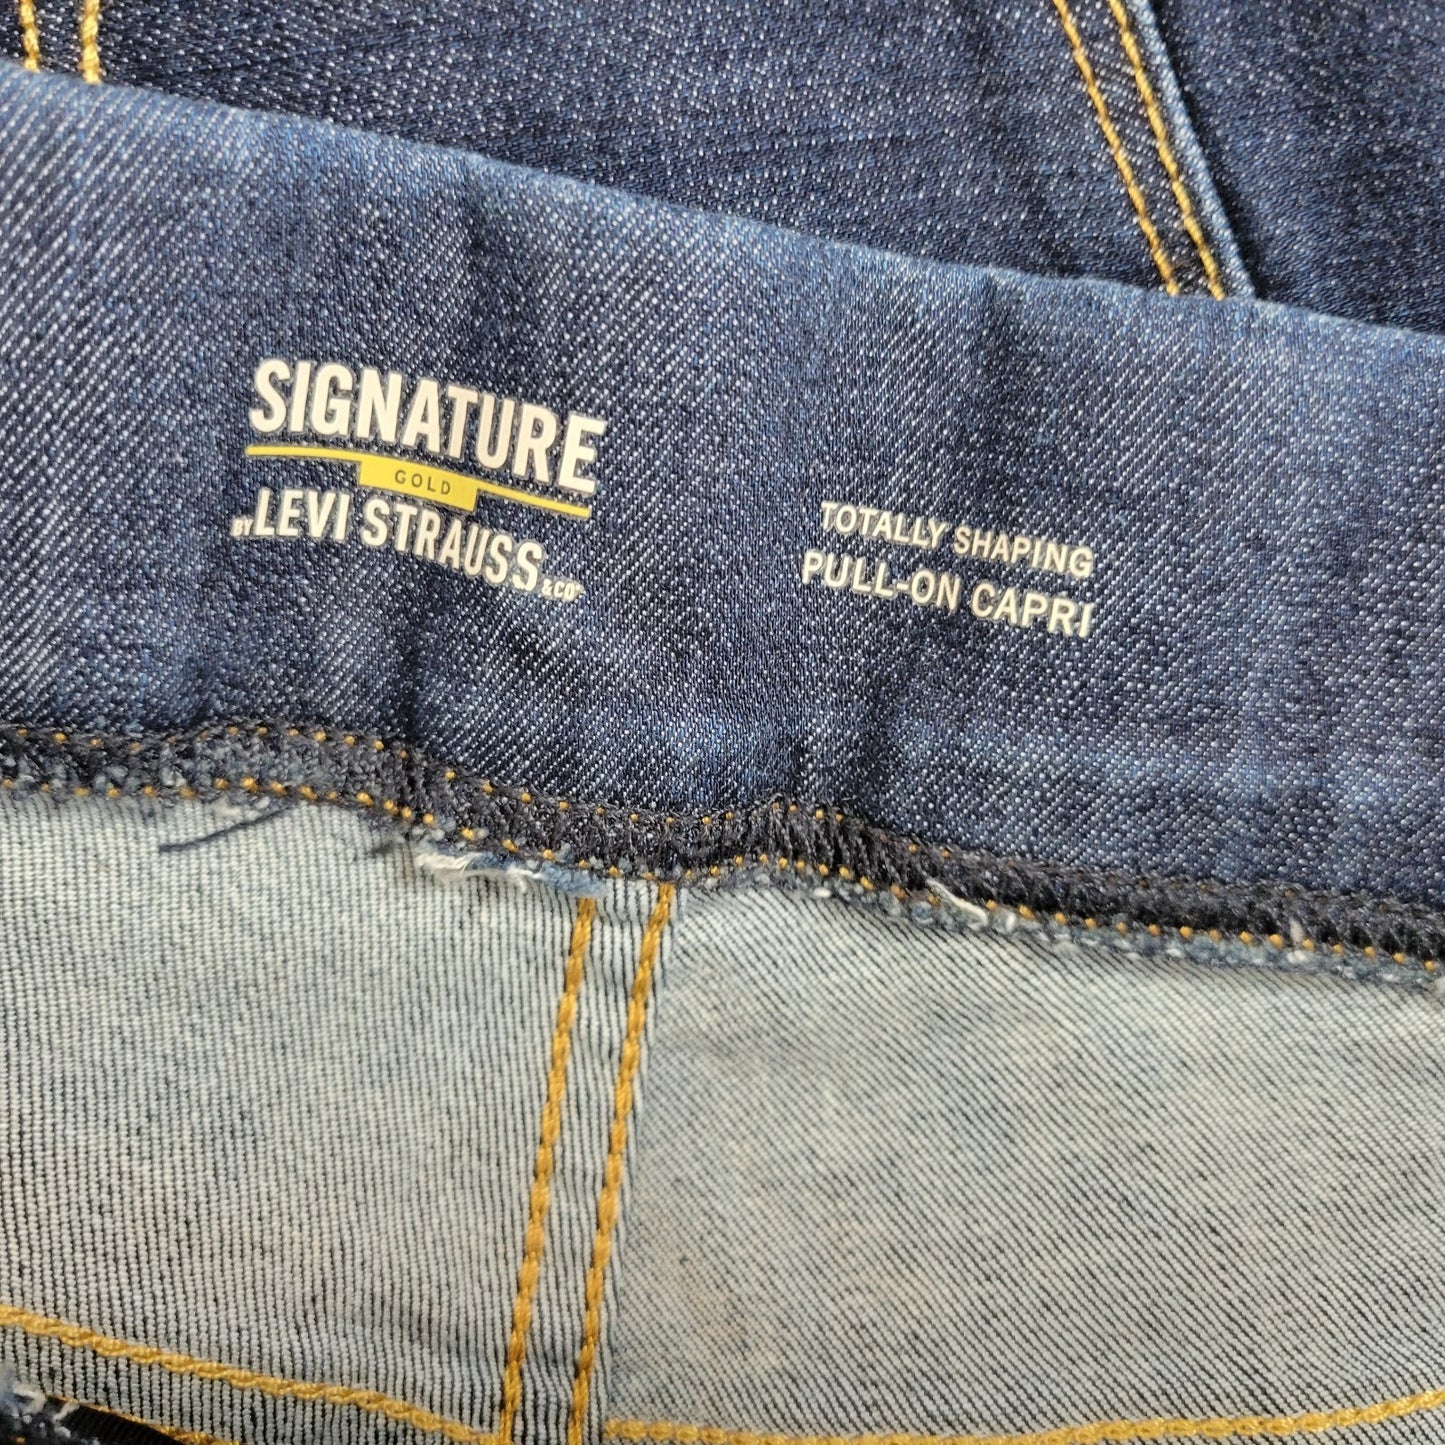 SIGNATURE
GOLD
BY LEVI STRAUSS & CO®
TOTALLY SHAPING
PULL-ON CAPRI